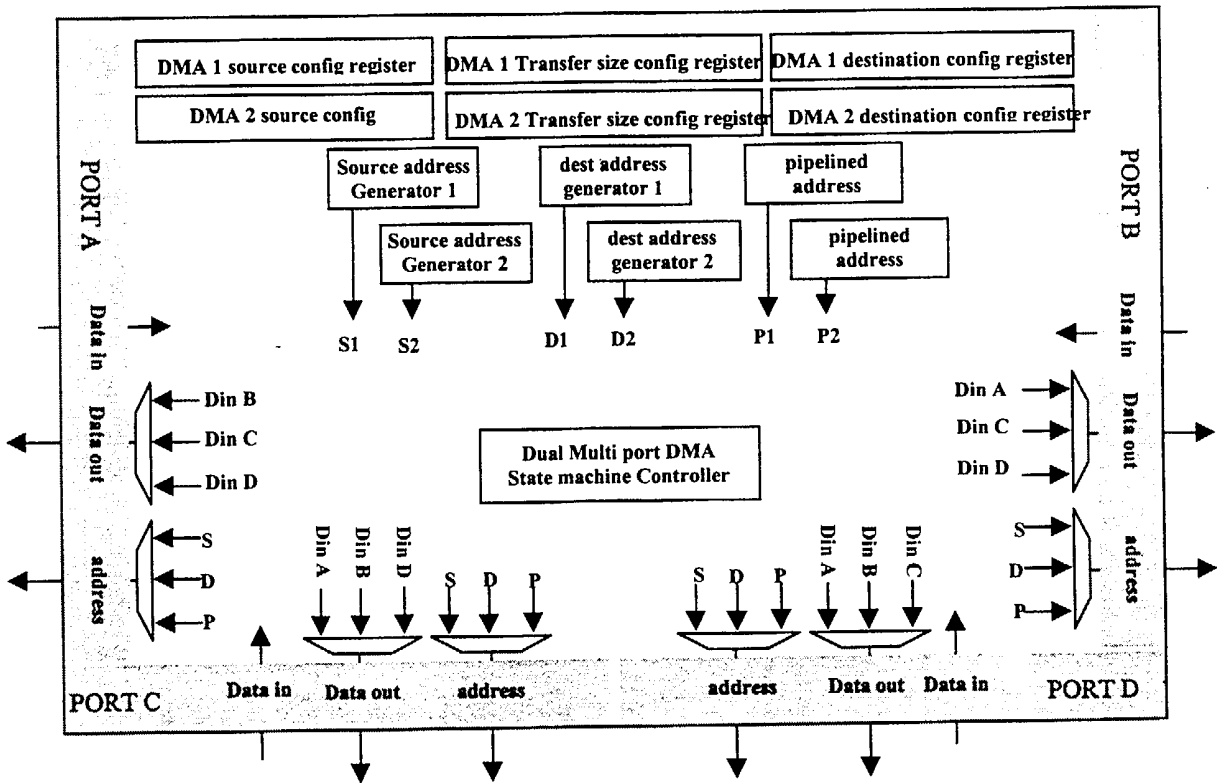 DMA 1 source config register
DMA 1 Transfer size config register
DMA 1 destination config register
DMA 2 source config
DMA 2 Transfer size config register
DMA 2 destination config register
PORT A
PORT B
Source address
Generator 1
dest address
generator 1
pipelined
address
Source address
Generator 2
dest address
generator 2
pipelined
address
S1
S2
D1
D2
P1
P2
Data in
Data in
Din B
Din C
Din D
Data out
Din A
Din C
Din D
Data out
Dual Multi port DMA
State machine Controller
S
D
P
address
Din A
Din B
Din D
S
D
P
S
D
P
Din A
Din B
Din C
S
D
P
address
PORT C
Data in
Data out
address
address
Data out
Data in
PORT D